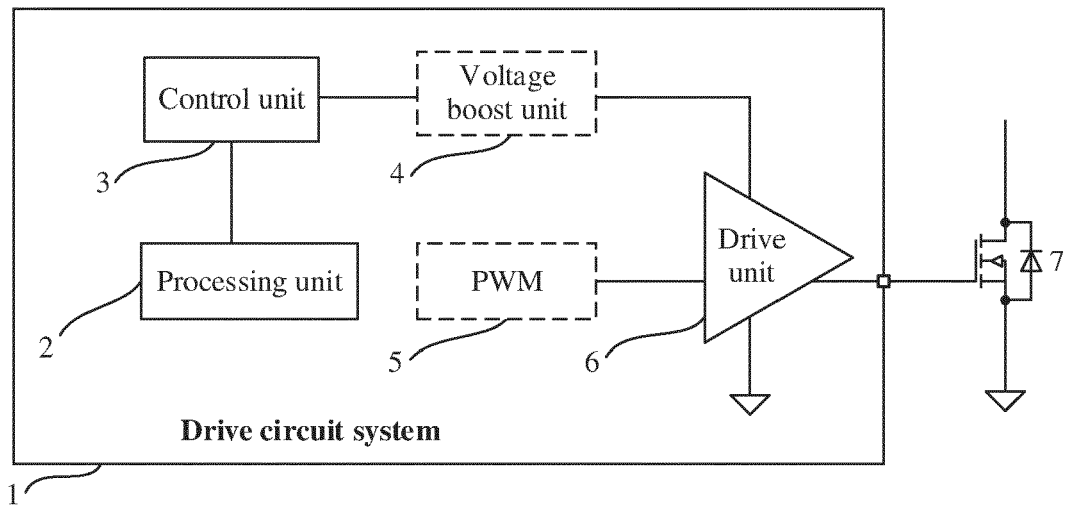 Control unit
Voltage
boost unit
3
4
Processing unit
PWM
Drive
unit
7
2
5
6
Drive circuit system
1